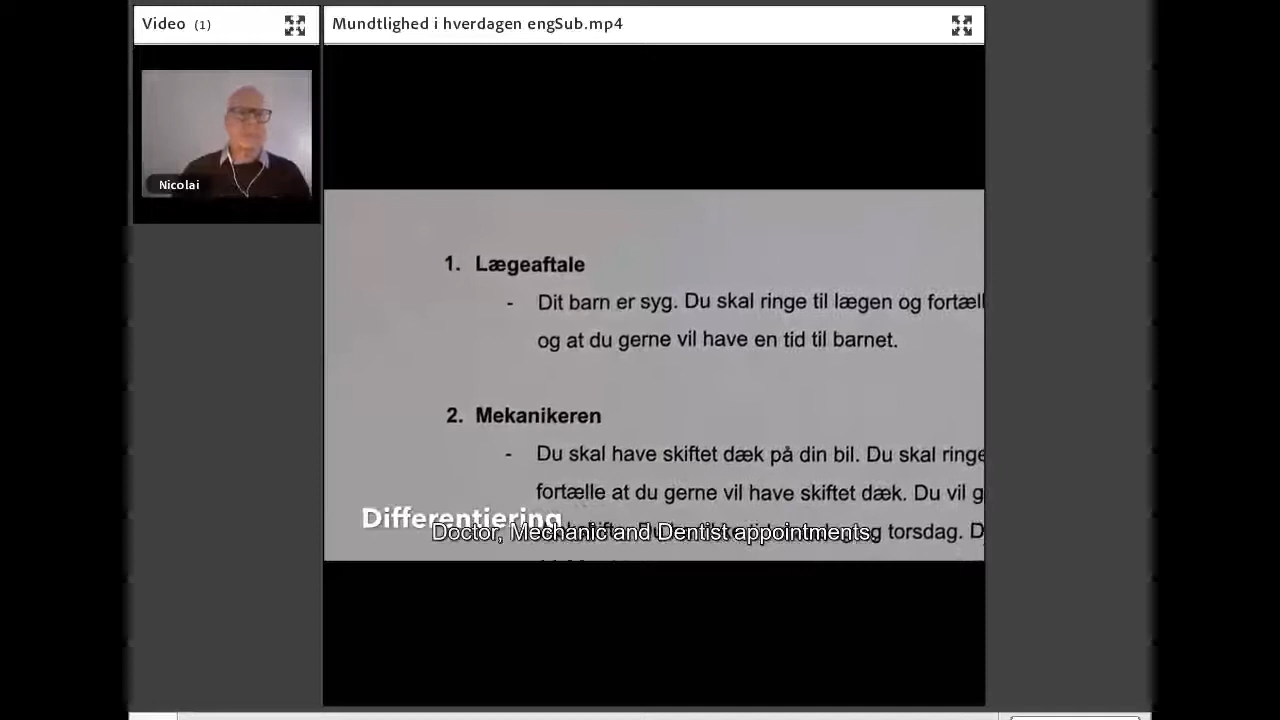 Video (1)
Mundtlighed i hverdagen engSub.mp4
Nicolai
1. Lægeaftale
- Dit barn er syg. Du skal ringe til lægen og fortæll
og at du gerne vil have en tid til barnet.
2. Mekanikeren
- Du skal have skiftet dæk på din bil. Du skal ringe
fortælle at du gerne vil have skiftet dæk. Du vil g
torsdag. D
Differentiering
Doctor, Mechanic and Dentist appointments.